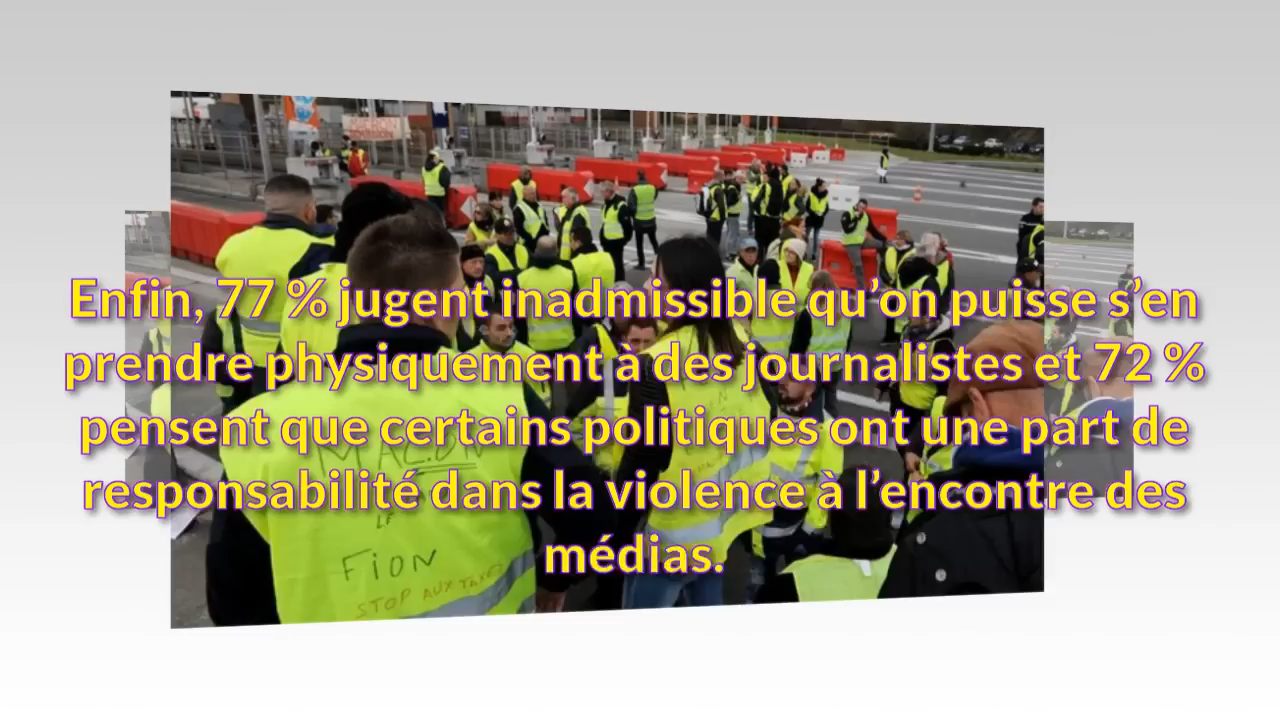 MACRON
Enfin, 77 % jugent inadmissible qu’on puisse s’en
prendre physiquement à des journalistes et 72 %
pensent que certains politiques ont une part de
responsabilité dans la violence à l’encontre des
médias.
FION
STOP AUX TAXES